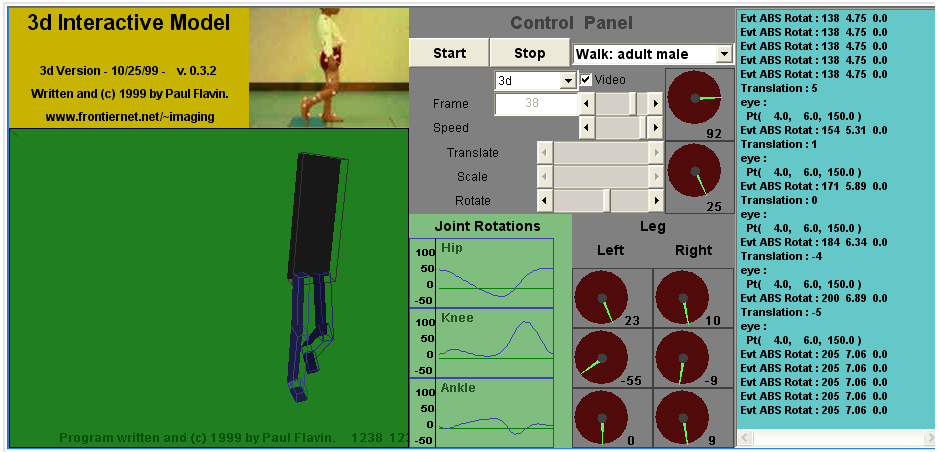 3d Interactive Model
3d Version - 10/25/99 - v. 0.3.2
Written and (c) 1999 by Paul Flavin.
www.frontiernet.net/~imaging
Control Panel
Start Stop Walk: adult male
3d Video
Frame 38
Speed
92
Translate
Scale
Rotate
25
Joint Rotations
Hip
100
50
0
-50
Knee
100
50
0
-50
Ankle
100
50
0
-50
Leg
Left Right
23 10
-55 -9
0 9
Program written and (c) 1999 by Paul Flavin. 1238
Evt ABS Rotat : 138 4.75 0.0
Evt ABS Rotat : 138 4.75 0.0
Evt ABS Rotat : 138 4.75 0.0
Evt ABS Rotat : 138 4.75 0.0
Evt ABS Rotat : 138 4.75 0.0
Translation : 5
eye :
Pt( 4.0, 6.0, 150.0 )
Evt ABS Rotat : 154 5.31 0.0
Translation : 1
eye :
Pt( 4.0, 6.0, 150.0 )
Evt ABS Rotat : 171 5.89 0.0
Translation : 0
eye :
Pt( 4.0, 6.0, 150.0 )
Evt ABS Rotat : 184 6.34 0.0
Translation : -4
eye :
Pt( 4.0, 6.0, 150.0 )
Evt ABS Rotat : 200 6.89 0.0
Translation : -5
eye :
Pt( 4.0, 6.0, 150.0 )
Evt ABS Rotat : 205 7.06 0.0
Evt ABS Rotat : 205 7.06 0.0
Evt ABS Rotat : 205 7.06 0.0
Evt ABS Rotat : 205 7.06 0.0
Evt ABS Rotat : 205 7.06 0.0